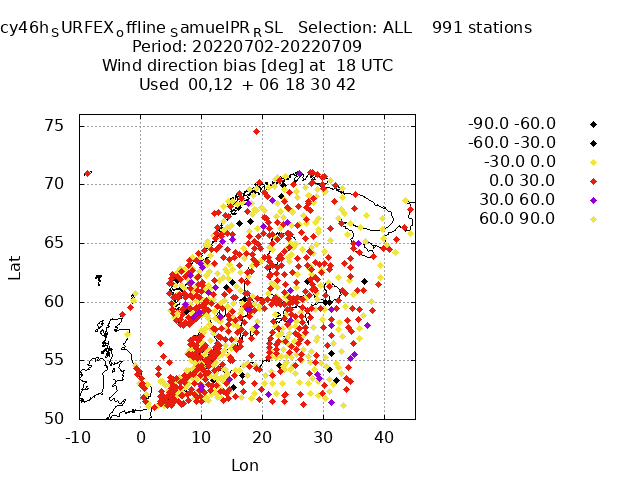 cy46h_SURFEX_offline_SamuelPR_RSL   Selection: ALL    991 stations
Period: 20220702-20220709
Wind direction bias [deg] at  18 UTC
Used  00,12  + 06 18 30 42
-90.0 -60.0
-60.0 -30.0
-30.0 0.0
0.0 30.0
30.0 60.0
60.0 90.0
75
70
65
60
55
50
Lat
-10 0 10 20 30 40
Lon